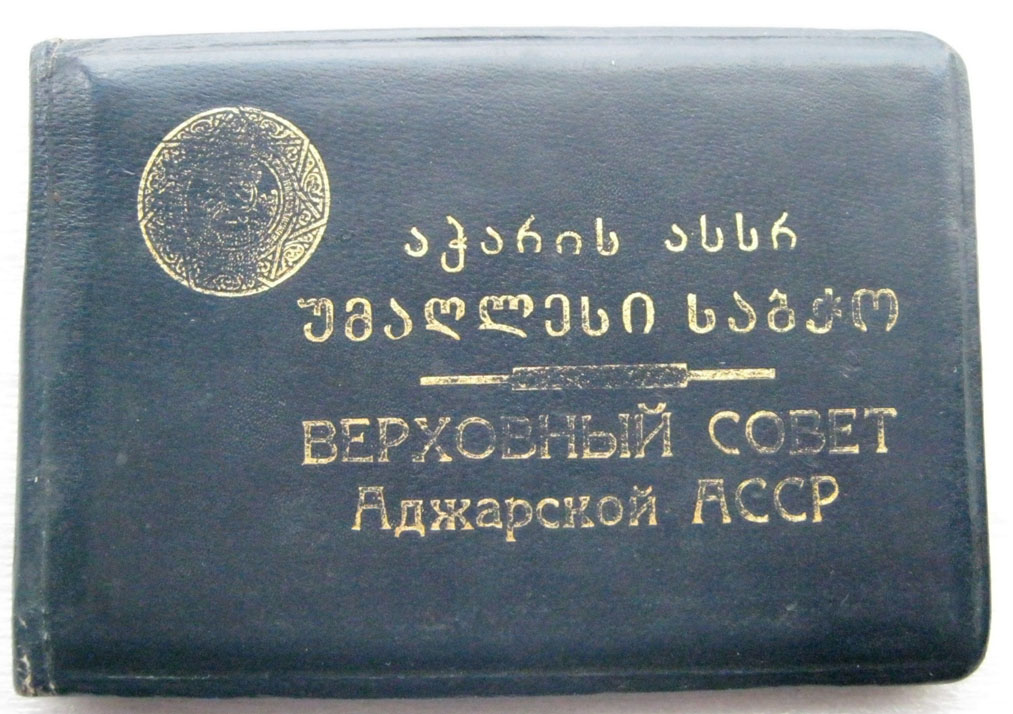 აჭარის ასსრ
უმაღლესი საბჭო
ВЕРХОВНЫЙ СОВЕТ
Аджарской АССР